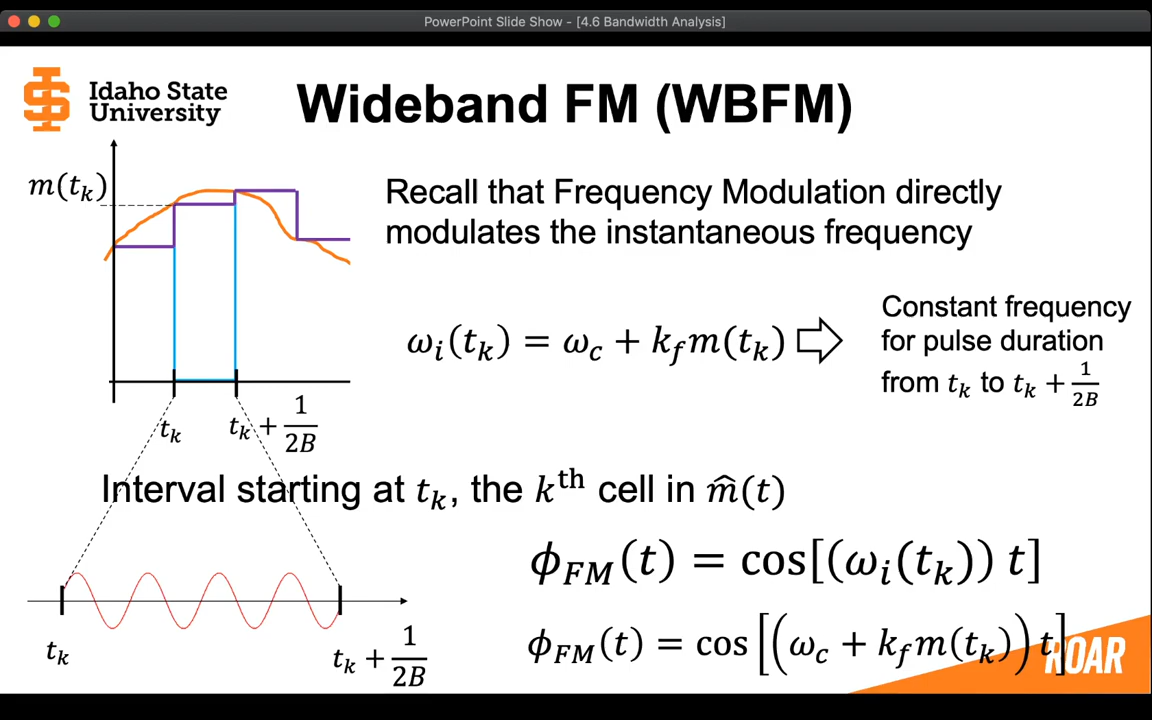 PowerPoint Slide Show - [4.6 Bandwidth Analysis]
Idaho State
University
Wideband FM (WBFM)
m(t_k)
Recall that Frequency Modulation directly
modulates the instantaneous frequency
ω_i(t_k) = ω_c + k_f m(t_k)
Constant frequency
for pulse duration
from t_k to t_k + 1/2B
t_k
t_k + 1/2B
Interval starting at t_k, the k^th cell in m̂(t)
ϕ_FM(t) = cos[(ω_i(t_k)) t]
ϕ_FM(t) = cos[(ω_c + k_f m(t_k)) t]
t_k
t_k + 1/2B
ROAR